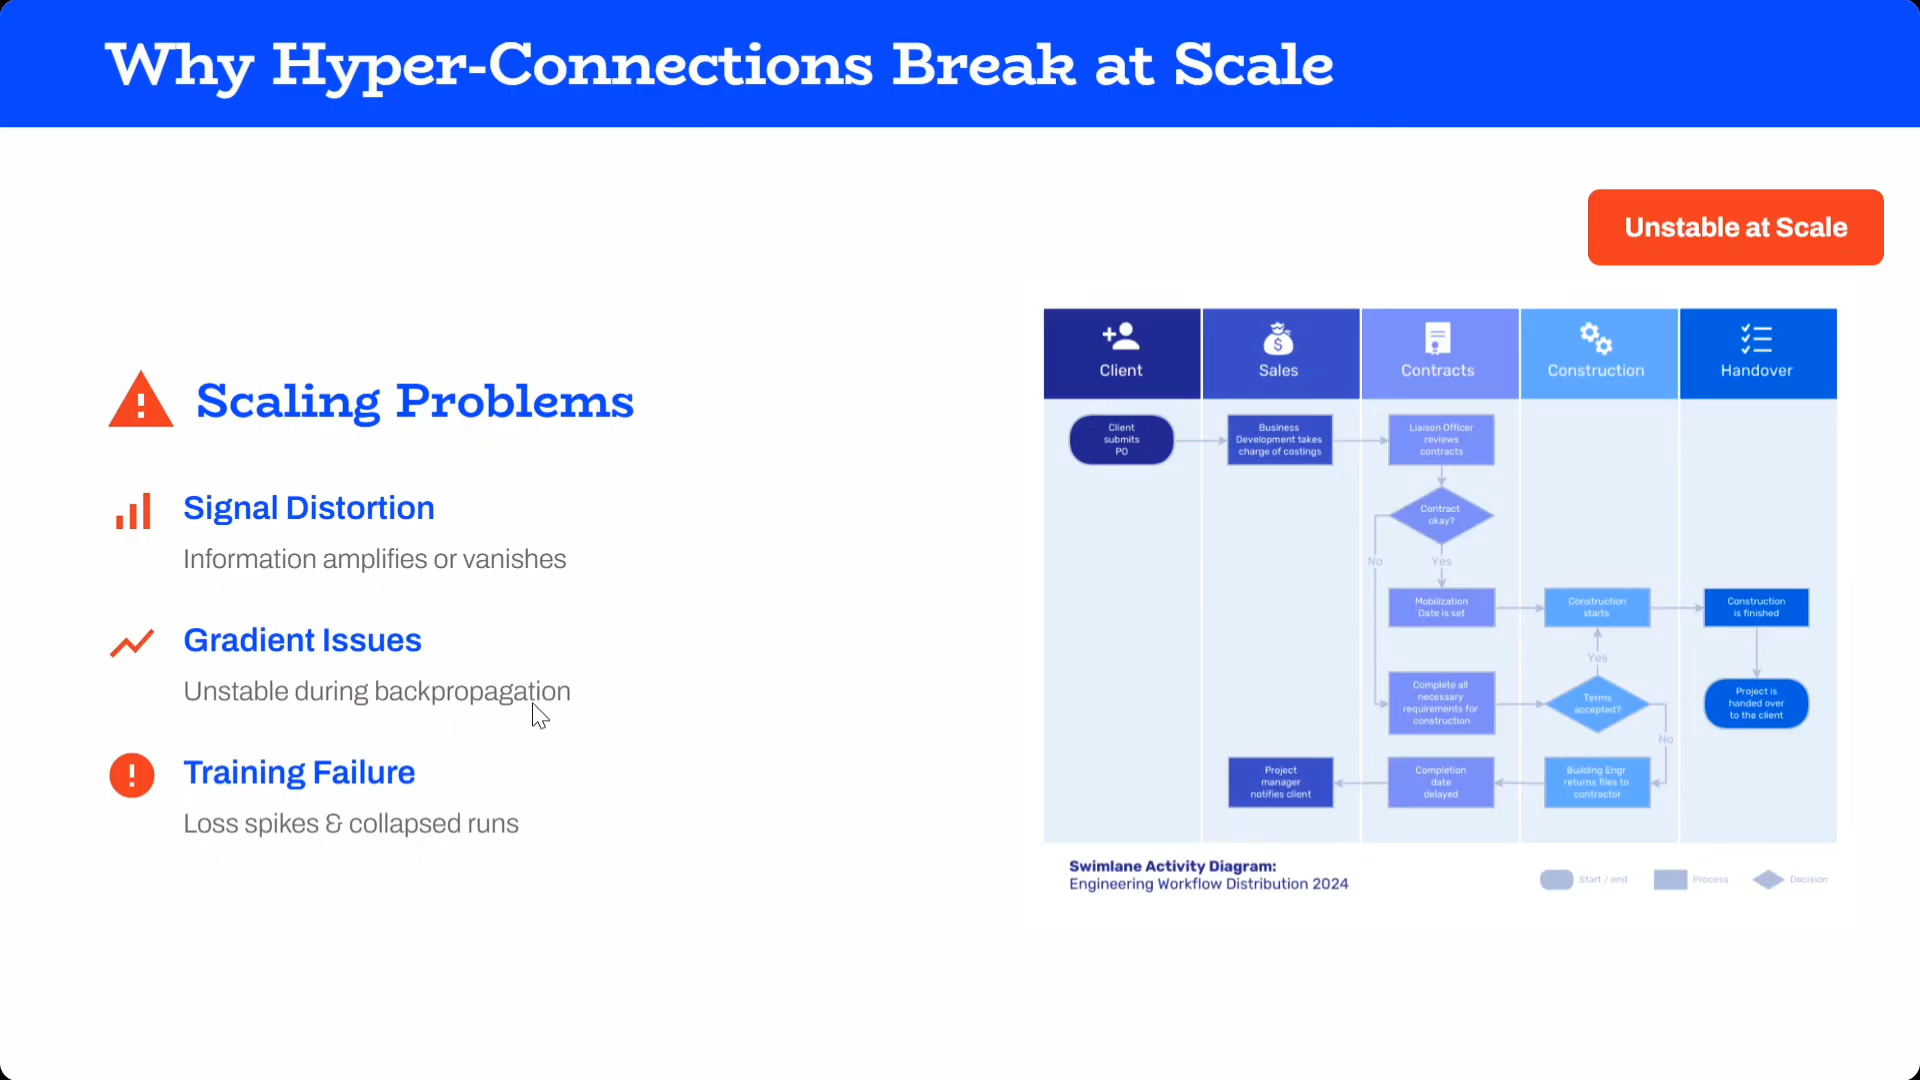 Why Hyper-Connections Break at Scale
Unstable at Scale
Scaling Problems
Signal Distortion
Information amplifies or vanishes
Gradient Issues
Unstable during backpropagation
Training Failure
Loss spikes & collapsed runs
Client
Sales
Contracts
Construction
Handover
Client
submits
PO
Business
Development takes
charge of costings
Liaison Officer
reviews
contracts
Contract
okay?
No
Yes
Mobilization
Date is set
Construction
starts
Construction
is finished
Yes
Complete all
necessary
requirements for
construction
Terms
accepted?
Project is
handed over
to the client
No
Project
manager
notifies client
Completion
date
delayed
Building Engr
returns files to
contractor
Swimlane Activity Diagram:
Engineering Workflow Distribution 2024
Start / end
Process
Decision